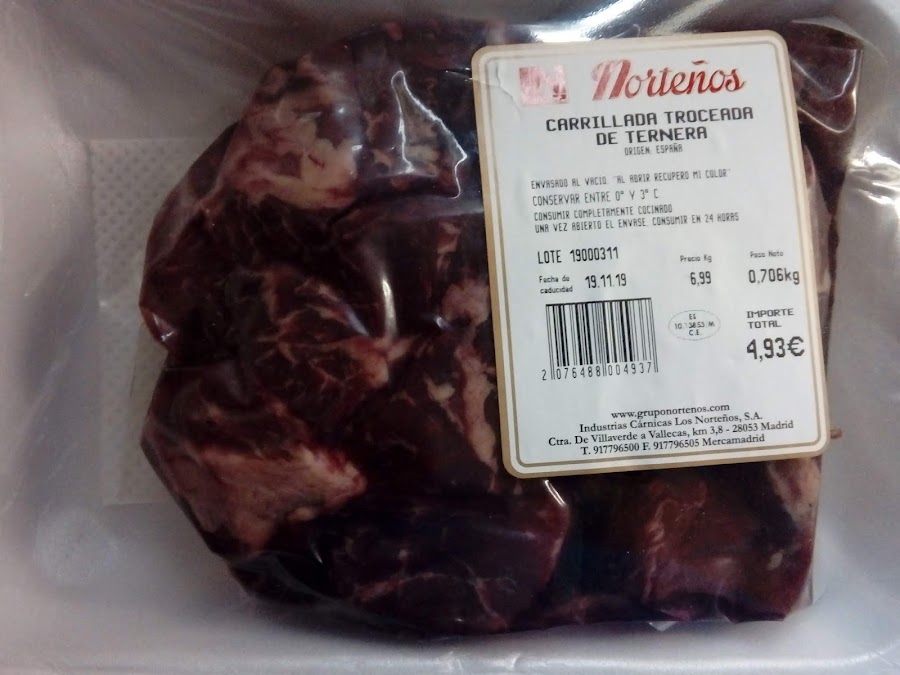 Norteños
CARRILLADA TROCEADA
DE TERNERA
ORIGEN: ESPAÑA
ENVASADO AL VACIO. "AL ABRIR RECUPERO MI COLOR"
CONSERVAR ENTRE 0° Y 3° C
CONSUMIR COMPLETAMENTE COCINADO
UNA VEZ ABIERTO EL ENVASE, CONSUMIR EN 24 HORAS
LOTE 19000311
Fecha de caducidad 19.11.19
Precio Kg
6,99
Peso Neto
0,706kg
ES
10.13853/M
C.E.
IMPORTE
TOTAL
4,93€
2 076488 004937
www.gruponortenos.com
Industrias Cárnicas Los Norteños, S.A.
Ctra. De Villaverde a Vallecas, km 3,8 - 28053 Madrid
T. 917796500 F. 917796505 Mercamadrid